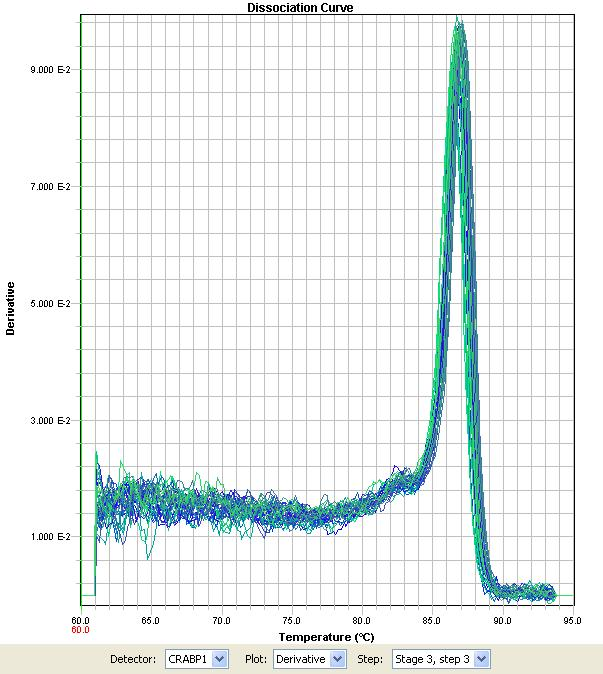 Dissociation Curve
9.000 E-2
7.000 E-2
5.000 E-2
3.000 E-2
1.000 E-2
Derivative
60.0 65.0 70.0 75.0 80.0 85.0 90.0 95.0
60.0
Temperature (ºC)
Detector: CRABP1 Plot: Derivative Step: Stage 3, step 3